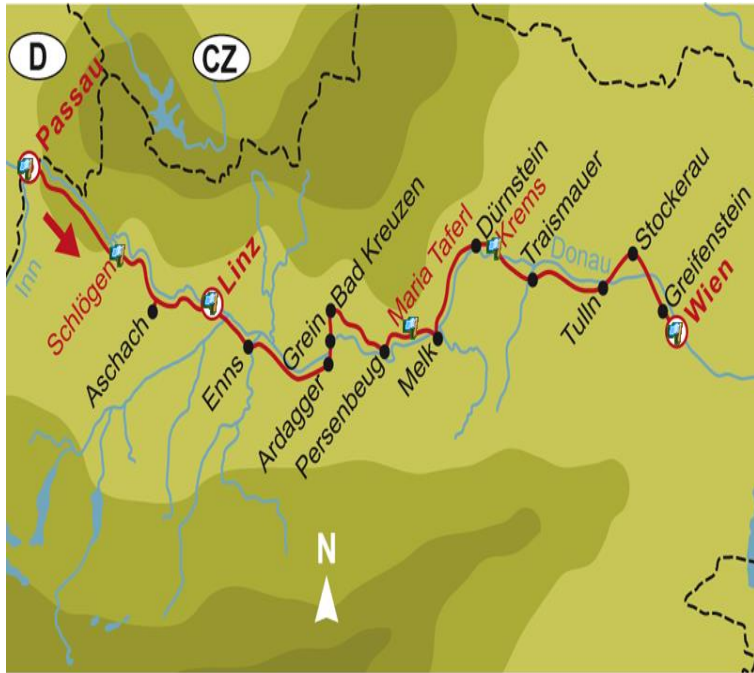 D
CZ
Passau
Inn
Schlögen
Aschach
Linz
Enns
Ardagger
Grein
Bad Kreuzen
Persenbeug
Maria Taferl
Melk
Dürnstein
Krems
Traismauer
Donau
Tulln
Stockerau
Greifenstein
Wien
N